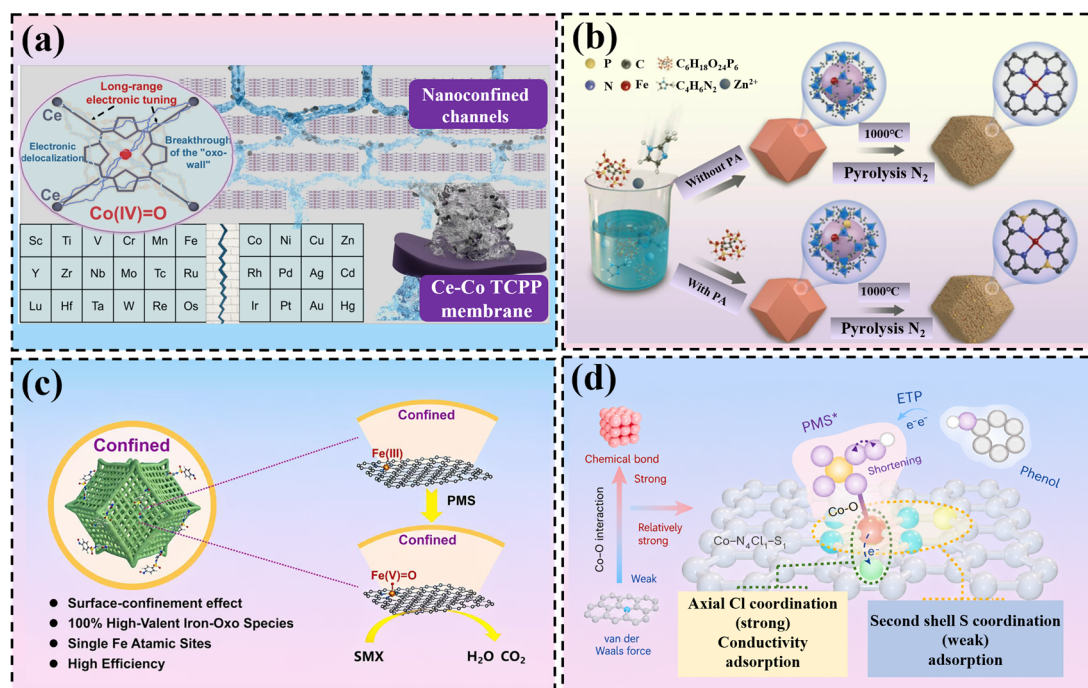 (a)
Long-range
electronic tuning
Ce
Electronic
delocalization
Breakthrough
of the "oxo-
wall"
Ce
Co(IV)=O
Nanoconfined
channels
Sc Ti V Cr Mn Fe Co Ni Cu Zn
Y Zr Nb Mo Tc Ru Rh Pd Ag Cd
Lu Hf Ta W Re Os Ir Pt Au Hg
Ce-Co TCPP
membrane
(b)
P C C6H18O24P6
N Fe C4H6N2 Zn2+
Without PA
1000℃
Pyrolysis N2
With PA
1000℃
Pyrolysis N2
(c)
Confined
Confined
Fe(III)
PMS
Confined
Fe(V)=O
SMX
H2O CO2
● Surface-confinement effect
● 100% High-Valent Iron-Oxo Species
● Single Fe Atamic Sites
● High Efficiency
(d)
ETP
e-e-
PMS*
Shortening
Phenol
Chemical bond
Strong
Relatively
strong
Co–O interaction
Weak
van der
Waals force
Co-O
e-
Co–N4Cl1–S1
Axial Cl coordination
(strong)
Conductivity
adsorption
Second shell S coordination
(weak)
adsorption